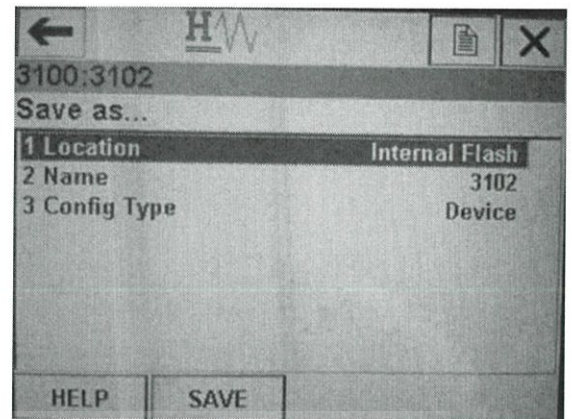 H
3100:3102
Save as...
1 Location Internal Flash
2 Name 3102
3 Config Type Device
HELP SAVE